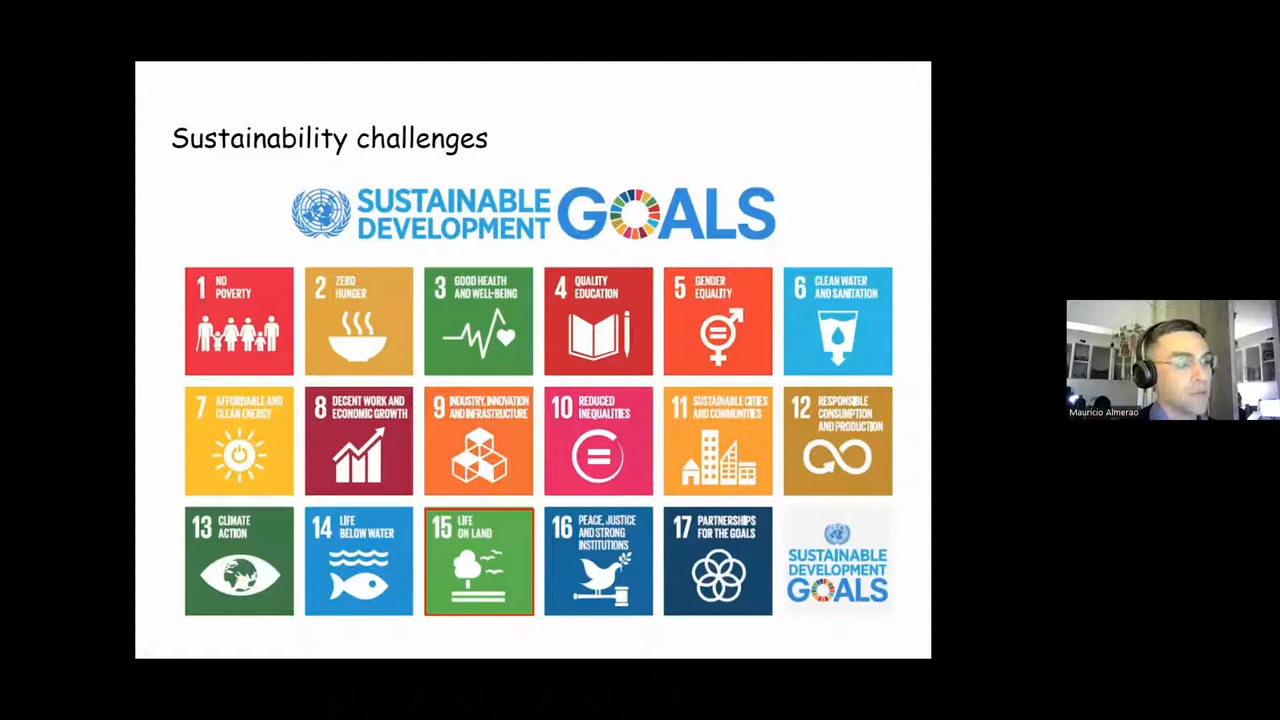 Sustainability challenges
SUSTAINABLE
DEVELOPMENT
GOALS
1 NO
POVERTY
2 ZERO
HUNGER
3 GOOD HEALTH
AND WELL-BEING
4 QUALITY
EDUCATION
5 GENDER
EQUALITY
6 CLEAN WATER
AND SANITATION
7 AFFORDABLE AND
CLEAN ENERGY
8 DECENT WORK AND
ECONOMIC GROWTH
9 INDUSTRY, INNOVATION
AND INFRASTRUCTURE
10 REDUCED
INEQUALITIES
11 SUSTAINABLE CITIES
AND COMMUNITIES
12 RESPONSIBLE
CONSUMPTION
AND PRODUCTION
13 CLIMATE
ACTION
14 LIFE
BELOW WATER
15 LIFE
ON LAND
16 PEACE, JUSTICE
AND STRONG
INSTITUTIONS
17 PARTNERSHIPS
FOR THE GOALS
SUSTAINABLE
DEVELOPMENT
GOALS
Mauricio Almerao